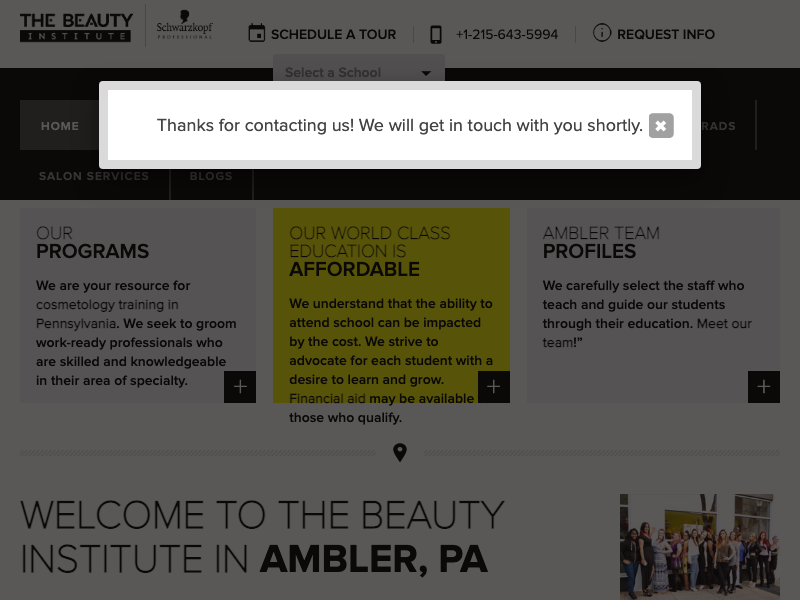 THE BEAUTY
INSTITUTE
Schwarzkopf
PROFESSIONAL
SCHEDULE A TOUR
+1-215-643-5994
REQUEST INFO
Select a School
Thanks for contacting us! We will get in touch with you shortly.
HOME
RADS
SALON SERVICES
BLOGS
OUR
PROGRAMS
We are your resource for
cosmetology training in
Pennsylvania. We seek to groom
work-ready professionals who
are skilled and knowledgeable
in their area of specialty.
OUR WORLD CLASS
EDUCATION IS
AFFORDABLE
We understand that the ability to
attend school can be impacted
by the cost. We strive to
advocate for each student with a
desire to learn and grow.
Financial aid may be available
those who qualify.
AMBLER TEAM
PROFILES
We carefully select the staff who
teach and guide our students
through their education. Meet our
team!”
WELCOME TO THE BEAUTY
INSTITUTE IN AMBLER, PA